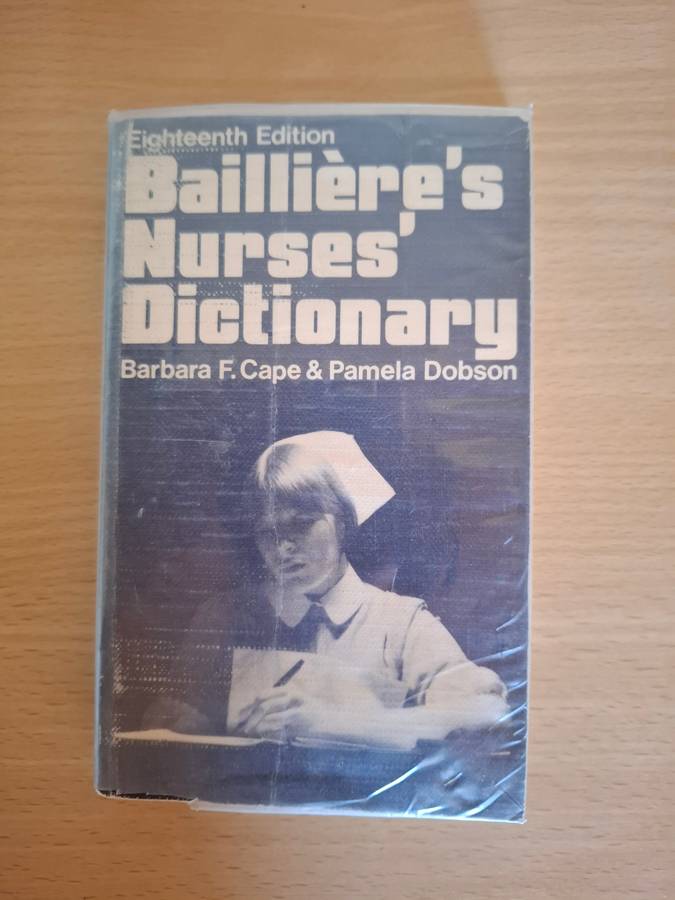 Eighteenth Edition
Baillière's
Nurses'
Dictionary
Barbara F. Cape & Pamela Dobson